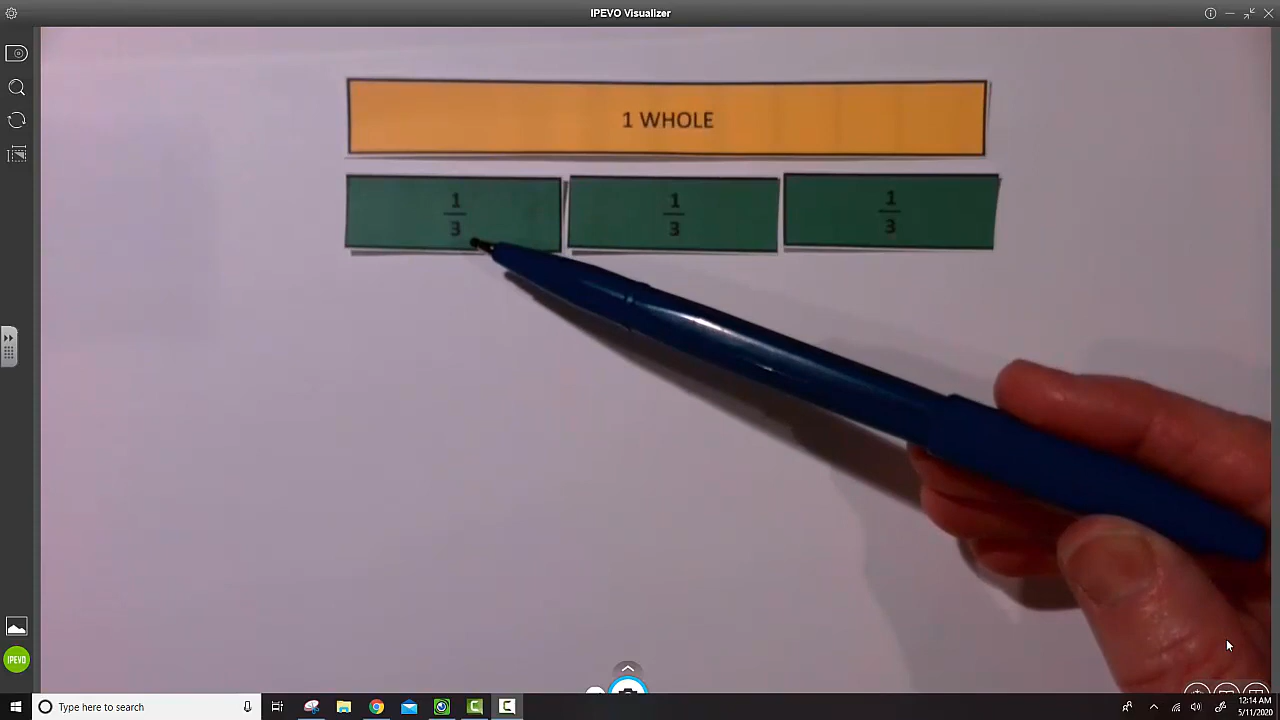 IPEVO Visualizer
1 WHOLE
1
3
1
3
1
3
IPEVO
Type here to search
12:14 AM
5/11/2020